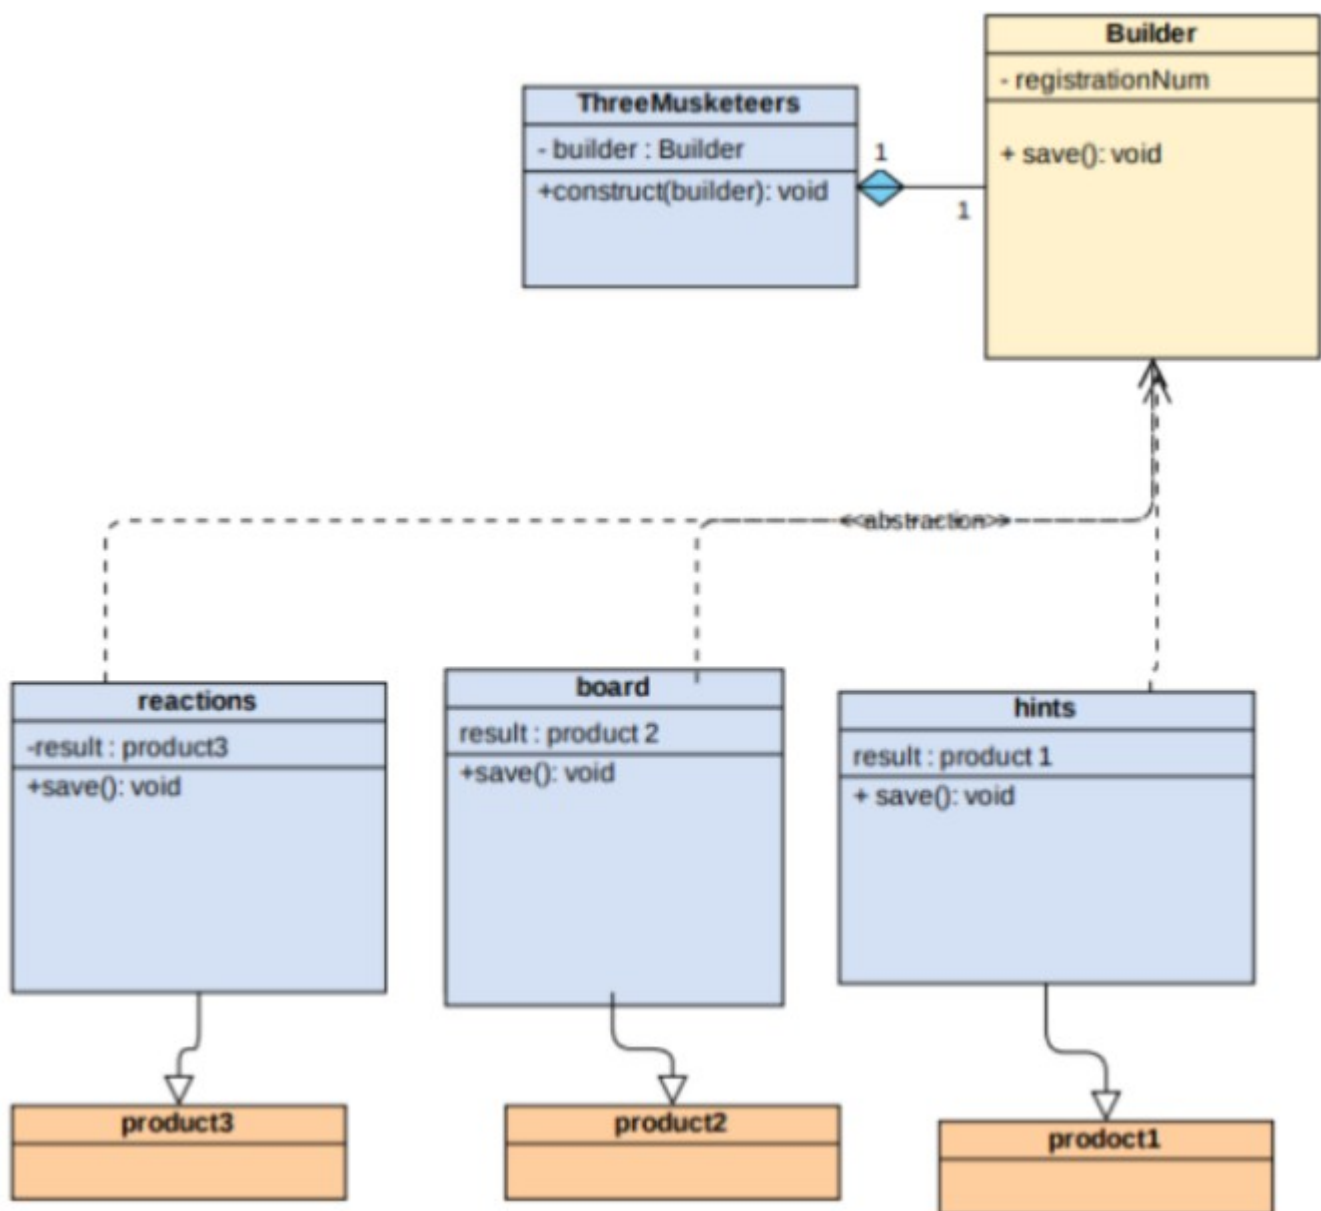 Builder
- registrationNum
+ save(): void
ThreeMusketeers
- builder : Builder
+construct(builder): void
1
1
<<abstraction>>
reactions
-result : product3
+save(): void
board
result : product 2
+save(): void
hints
result : product 1
+ save(): void
product3
product2
prodoct1